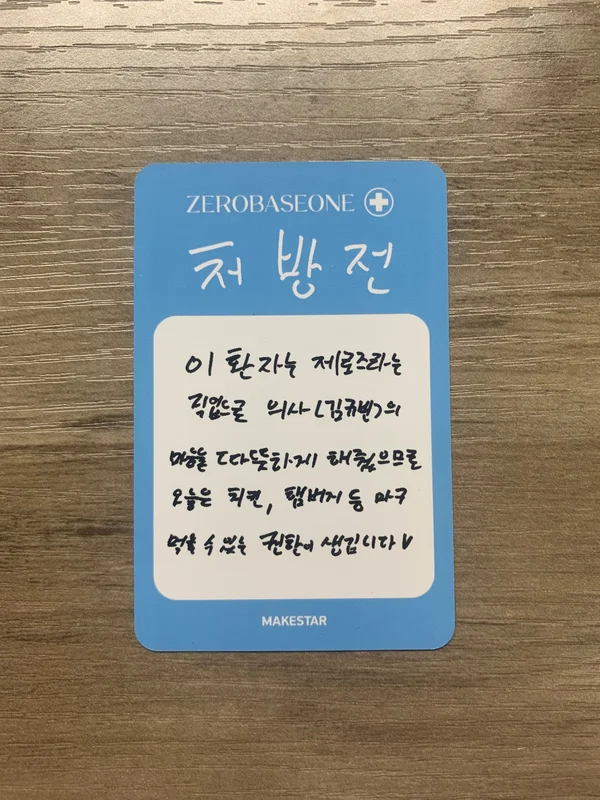 ZEROBASEONE
처방전
이 환자는 제로즈라는
직업으로 의사(김규빈)의
마음을 따뜻하게 해줬으므로
오늘은 치킨, 햄버거 등 마구
먹을 수 있는 권한이 생깁니다♥
MAKESTAR